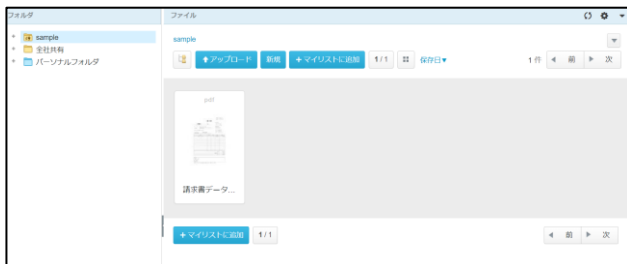 フォルダ
sample
全社共有
パーソナルフォルダ
ファイル
sample
アップロード 新規 +マイリストに追加 1/1 保存日▼ 1 件 前 次
pdf
請求書データ...
+マイリストに追加 1/1 前 次